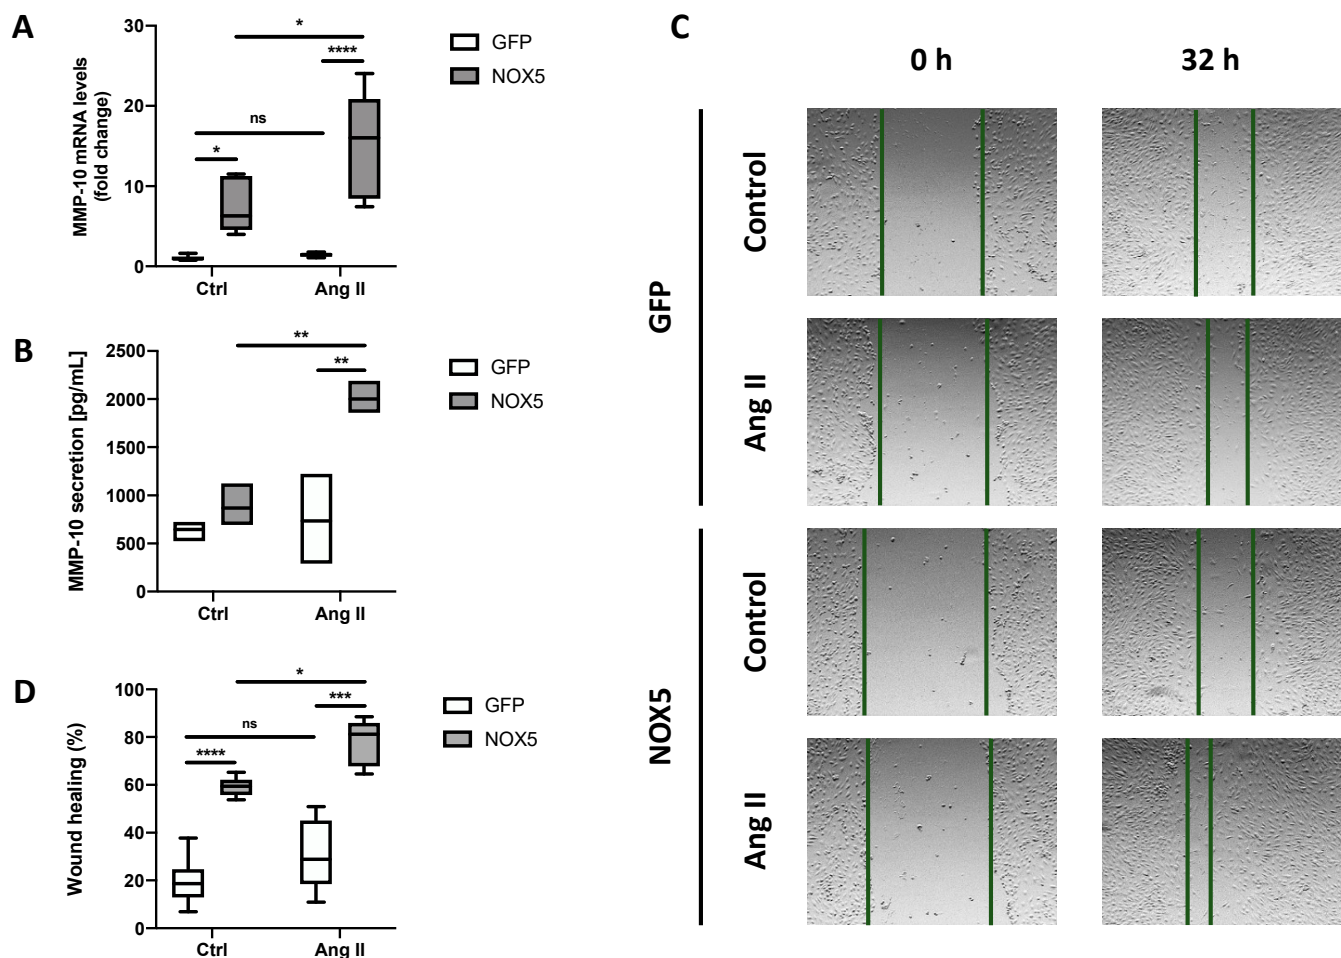 A
MMP-10 mRNA levels
(fold change)
30
20
10
0
*
****
ns
*
Ctrl
Ang II
GFP
NOX5
B
MMP-10 secretion [pg/mL]
2500
2000
1500
1000
500
0
**
**
Ctrl
Ang II
GFP
NOX5
D
Wound healing (%)
100
80
60
40
20
0
*
***
ns
****
Ctrl
Ang II
GFP
NOX5
C
0 h
32 h
GFP
Control
Ang II
NOX5
Control
Ang II